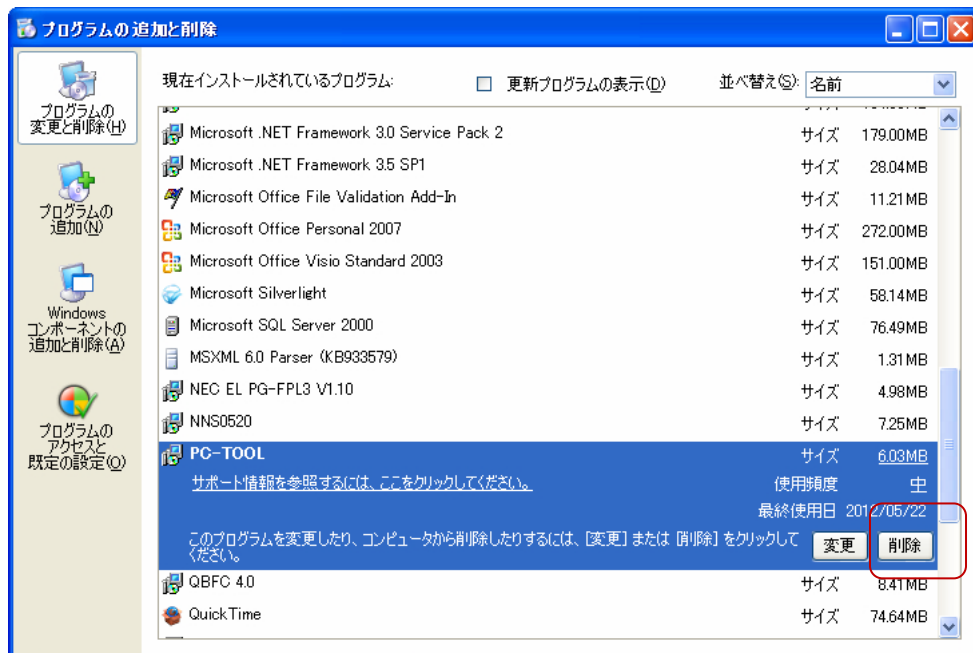 プログラムの追加と削除
現在インストールされているプログラム:
更新プログラムの表示(D)
並べ替え(S):
名前
プログラムの
変更と削除(H)
プログラムの
追加(N)
Windows
コンポーネントの
追加と削除(A)
プログラムの
アクセスと
既定の設定(O)
Microsoft .NET Framework 3.0 Service Pack 2 サイズ 179.00MB
Microsoft .NET Framework 3.5 SP1 サイズ 28.04MB
Microsoft Office File Validation Add-In サイズ 11.21MB
Microsoft Office Personal 2007 サイズ 272.00MB
Microsoft Office Visio Standard 2003 サイズ 151.00MB
Microsoft Silverlight サイズ 58.14MB
Microsoft SQL Server 2000 サイズ 76.49MB
MSXML 6.0 Parser (KB933579) サイズ 1.31MB
NEC EL PG-FPL3 V1.10 サイズ 4.98MB
NNS0520 サイズ 7.25MB
PC-TOOL サイズ 6.03MB
サポート情報を参照するには、ここをクリックしてください。 使用頻度 中
最終使用日 2012/05/22
このプログラムを変更したり、コンピュータから削除したりするには、[変更] または [削除] をクリックして
ください。
変更 削除
QBFC 4.0 サイズ 8.41MB
QuickTime サイズ 74.64MB